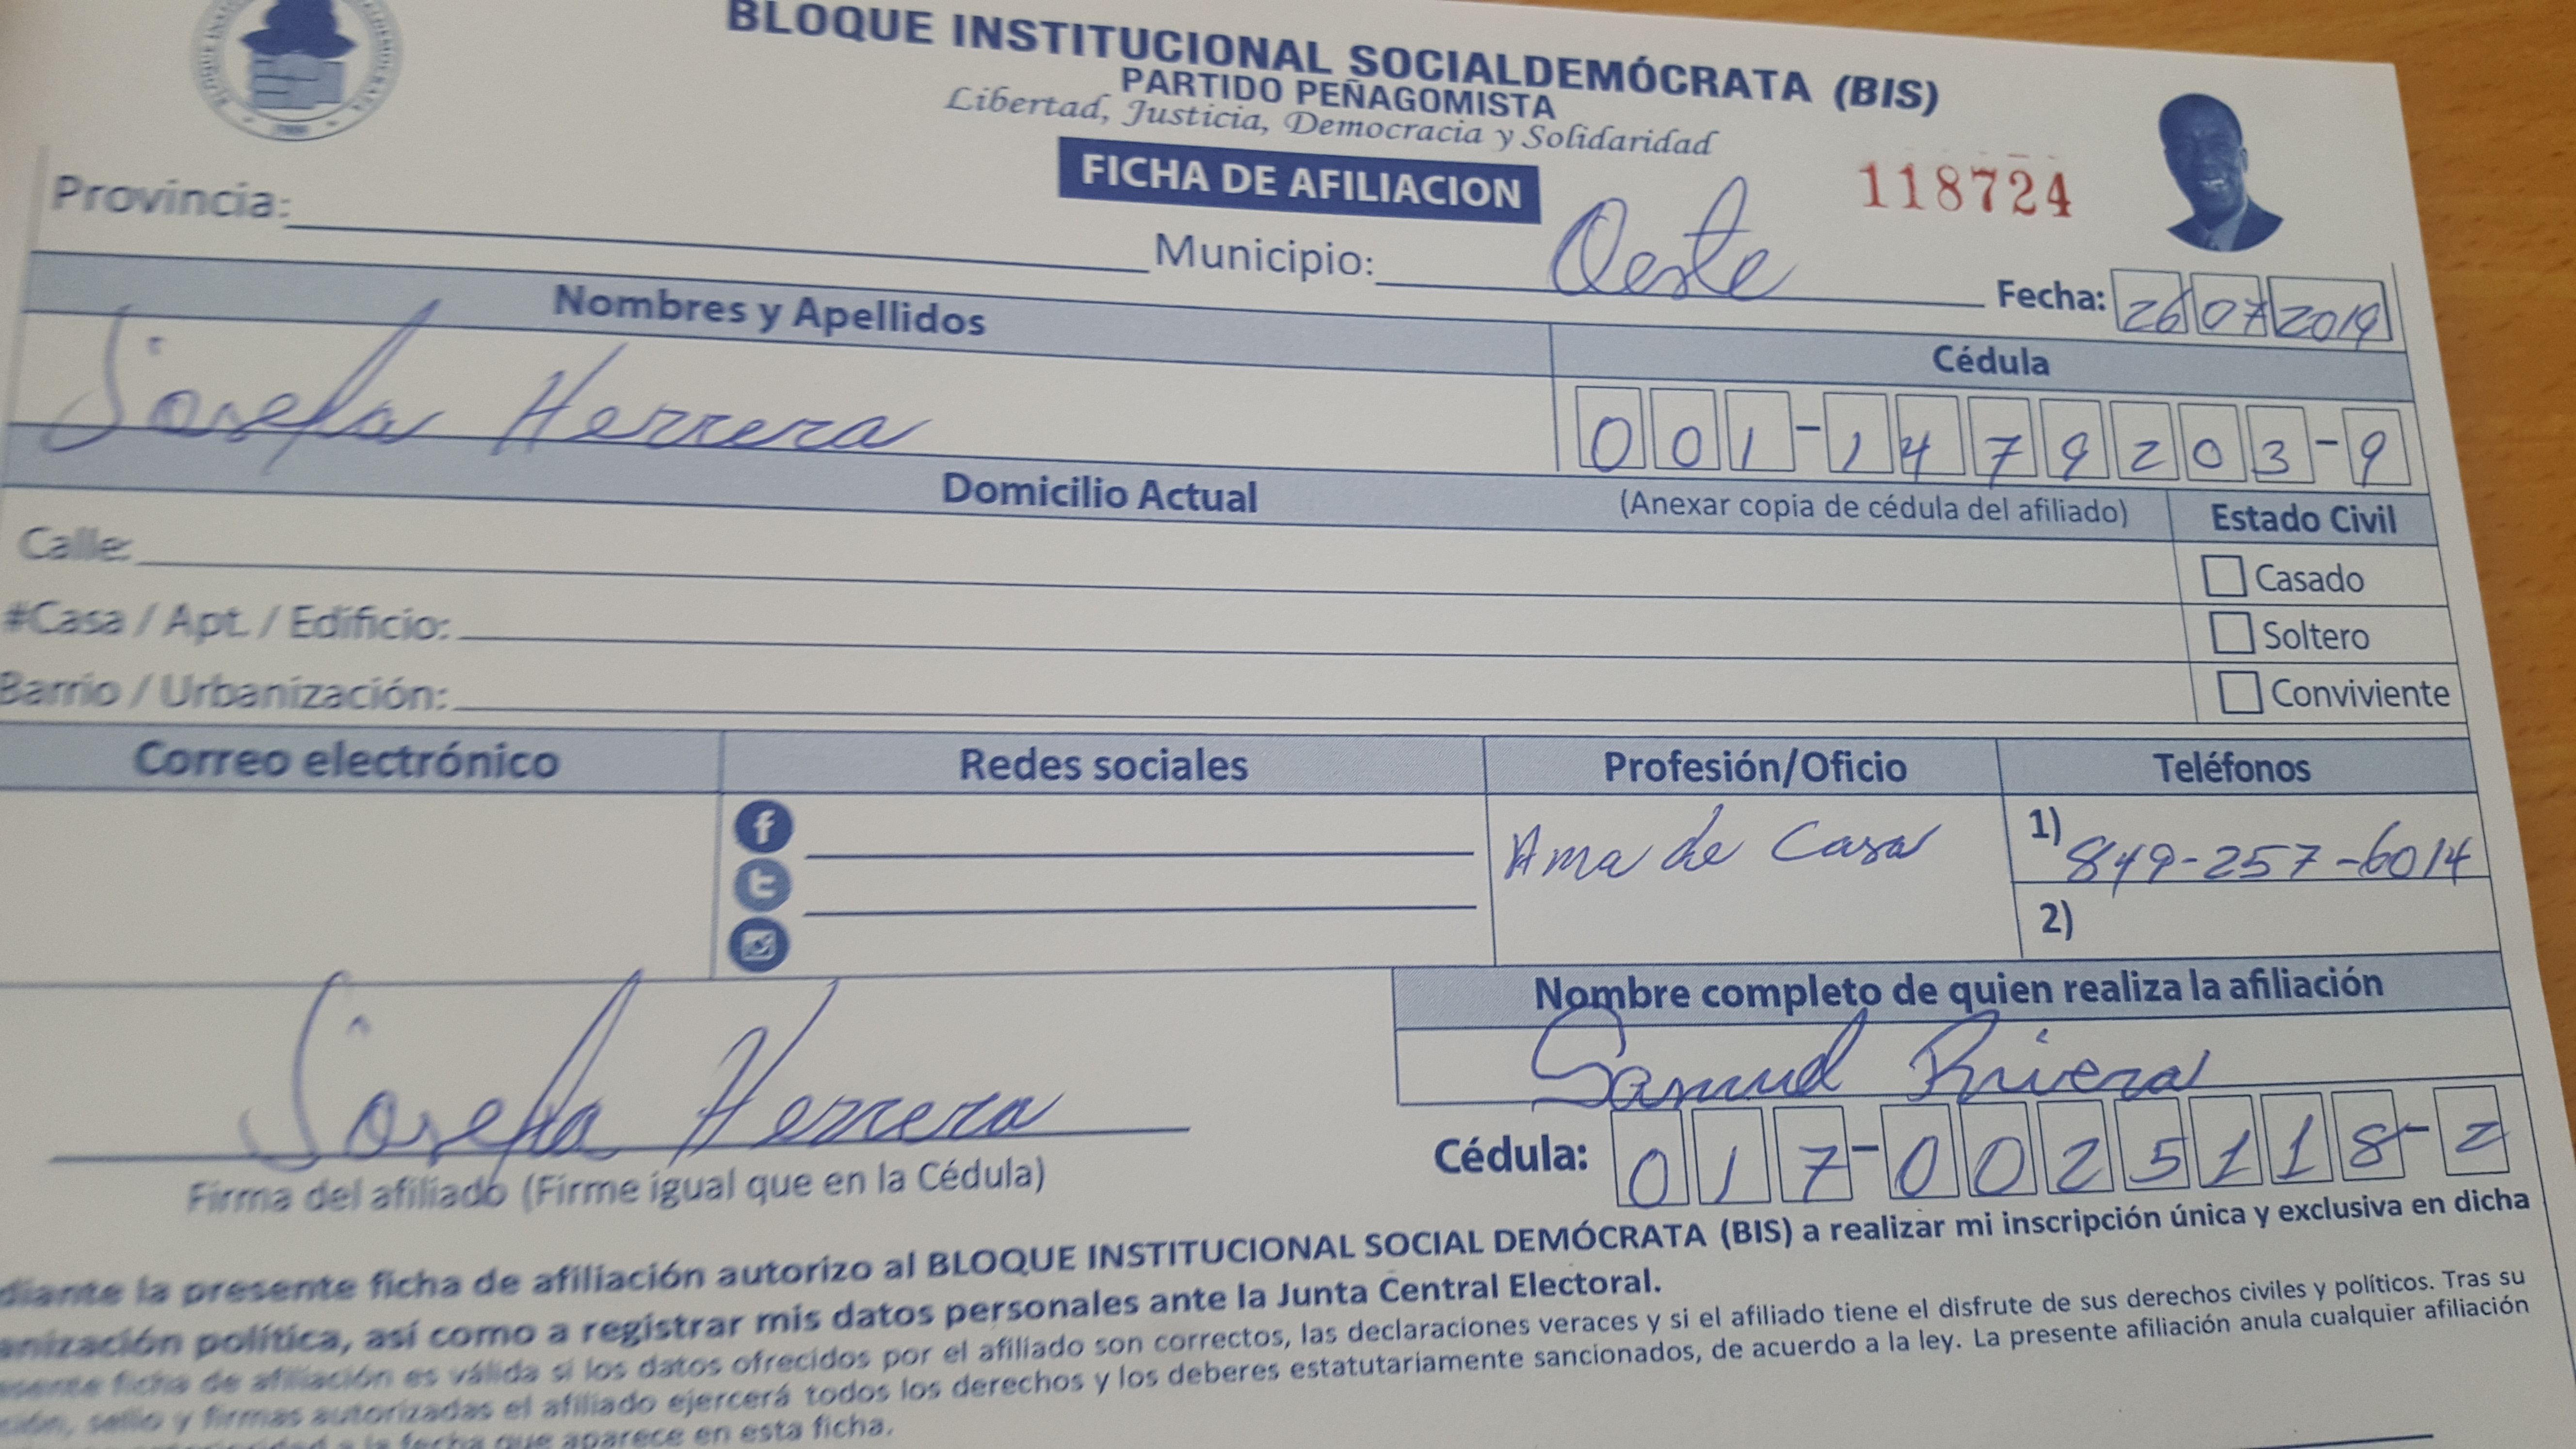 BLOQUE INSTITUCIONAL SOCIALDEMÓCRATA (BIS)
PARTIDO PEÑAGOMISTA
Libertad, Justicia, Democracia y Solidaridad
FICHA DE AFILIACION
118724
Provincia:
Municipio: Oeste
Fecha: 26 07 2019
Nombres y Apellidos
Cédula
Josefa Herrera
001-1479203-9
Domicilio Actual
(Anexar copia de cédula del afiliado)
Estado Civil
Calle:
Casado
#Casa / Apt. / Edificio:
Soltero
Barrio / Urbanización:
Conviviente
Correo electrónico
Redes sociales
Profesión/Oficio
Teléfonos
Ama de Casa
1) 849-257-6014
2)
Nombre completo de quien realiza la afiliación
Samuel Rivera
Josefa Herrera
Cédula: 017-0025118-2
Firma del afiliado (Firme igual que en la Cédula)
diante la presente ficha de afiliación autorizo al BLOQUE INSTITUCIONAL SOCIAL DEMÓCRATA (BIS) a realizar mi inscripción única y exclusiva en dicha
anización política, así como a registrar mis datos personales ante la Junta Central Electoral.
esente ficha de afiliación es válida si los datos ofrecidos por el afiliado son correctos, las declaraciones veraces y si el afiliado tiene el disfrute de sus derechos civiles y políticos. Tras su
ción, sello y firmas autorizadas el afiliado ejercerá todos los derechos y los deberes estatutariamente sancionados, de acuerdo a la ley. La presente afiliación anula cualquier afiliación
a la fecha que aparece en esta ficha.